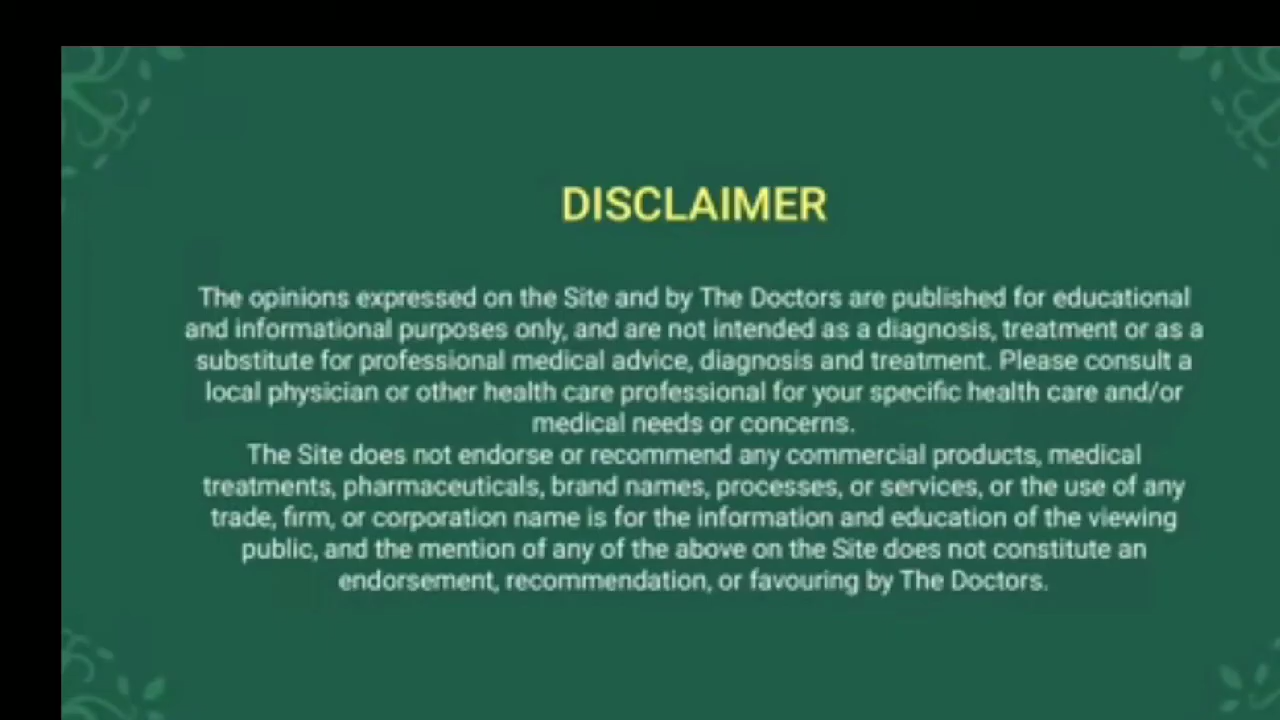 DISCLAIMER
The opinions expressed on the Site and by The Doctors are published for educational
and informational purposes only, and are not intended as a diagnosis, treatment or as a
substitute for professional medical advice, diagnosis and treatment. Please consult a
local physician or other health care professional for your specific health care and/or
medical needs or concerns.
The Site does not endorse or recommend any commercial products, medical
treatments, pharmaceuticals, brand names, processes, or services, or the use of any
trade, firm, or corporation name is for the information and education of the viewing
public, and the mention of any of the above on the Site does not constitute an
endorsement, recommendation, or favouring by The Doctors.